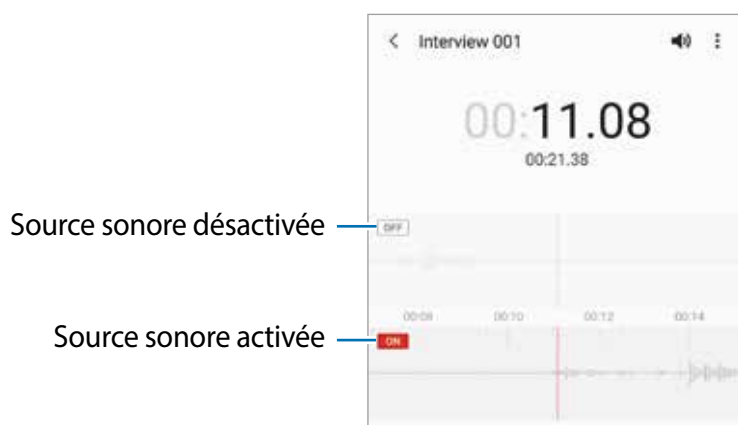 Interview 001
00:11.08
00:21.38
Source sonore désactivée
OFF
00:08 00:10 00:12 00:14
Source sonore activée
ON